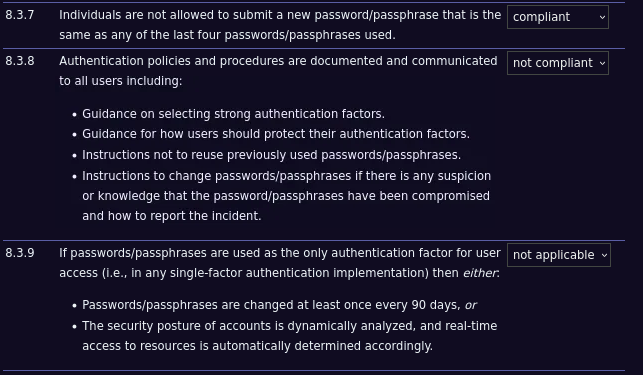 8.3.7 Individuals are not allowed to submit a new password/passphrase that is the compliant
same as any of the last four passwords/passphrases used.
8.3.8 Authentication policies and procedures are documented and communicated not compliant
to all users including:
• Guidance on selecting strong authentication factors.
• Guidance for how users should protect their authentication factors.
• Instructions not to reuse previously used passwords/passphrases.
• Instructions to change passwords/passphrases if there is any suspicion
or knowledge that the password/passphrases have been compromised
and how to report the incident.
8.3.9 If passwords/passphrases are used as the only authentication factor for user not applicable
access (i.e., in any single-factor authentication implementation) then either:
• Passwords/passphrases are changed at least once every 90 days, or
• The security posture of accounts is dynamically analyzed, and real-time
access to resources is automatically determined accordingly.